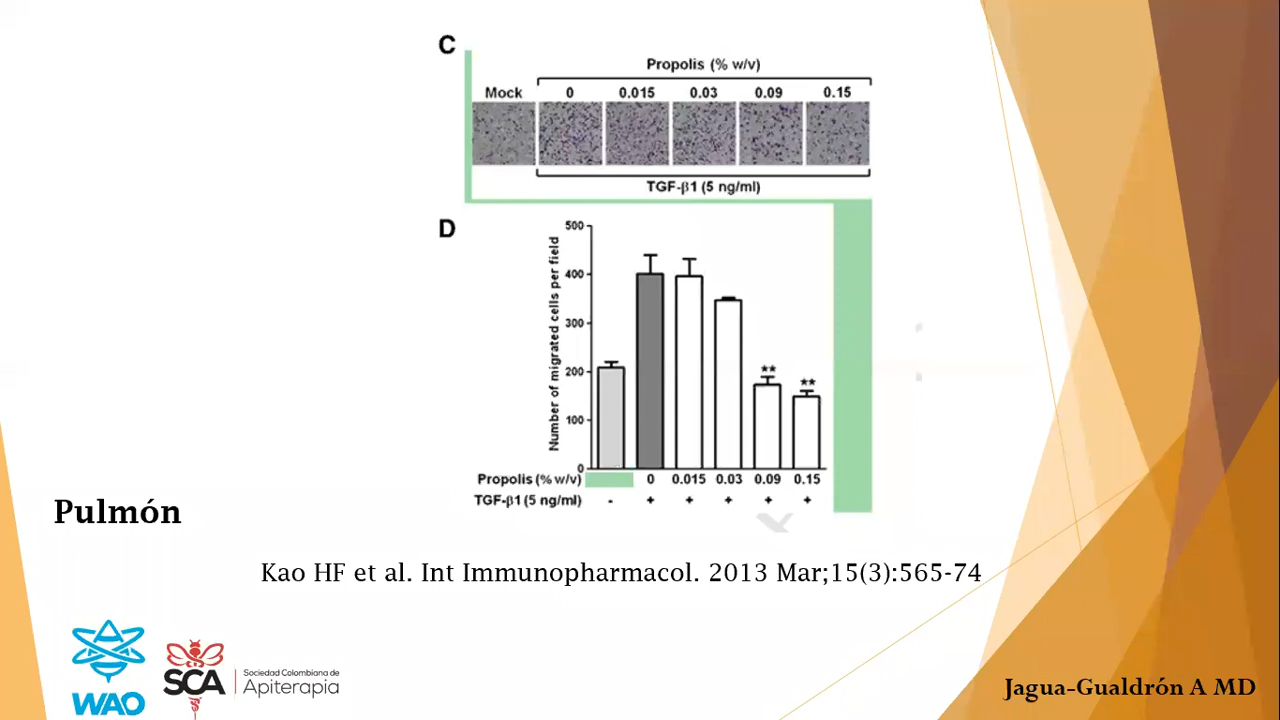 C
Propolis (% w/v)
Mock 0 0.015 0.03 0.09 0.15
TGF-β1 (5 ng/ml)
D
Number of migrated cells per field
500
400
300
200
100
0
** **
Propolis (% w/v) 0 0.015 0.03 0.09 0.15
TGF-β1 (5 ng/ml) - + + + + +
Pulmón
Kao HF et al. Int Immunopharmacol. 2013 Mar;15(3):565-74
WAO
SCA
Sociedad Colombiana de
Apiterapia
Jagua-Gualdrón A MD